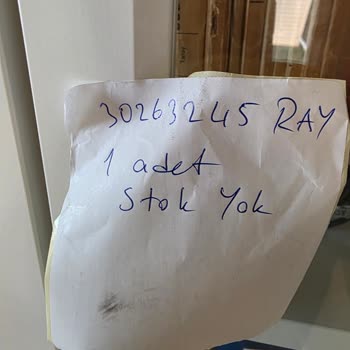 30263245 RAY
1 adet
Stok Yok